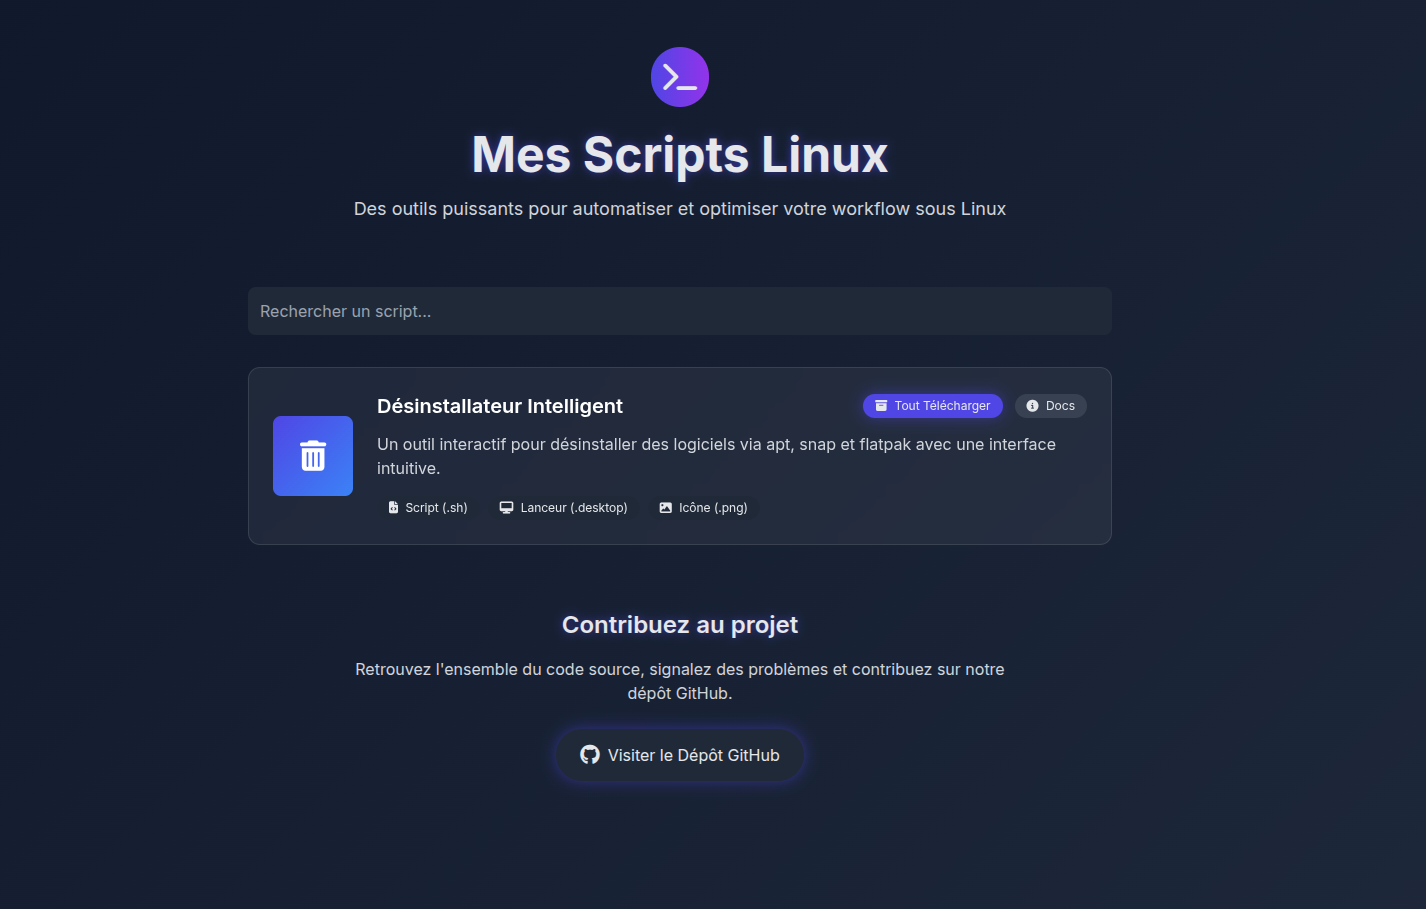 Mes Scripts Linux
Des outils puissants pour automatiser et optimiser votre workflow sous Linux
Rechercher un script...
Désinstallateur Intelligent
Tout Télécharger
Docs
Un outil interactif pour désinstaller des logiciels via apt, snap et flatpak avec une interface
intuitive.
Script (.sh)
Lanceur (.desktop)
Icône (.png)
Contribuez au projet
Retrouvez l'ensemble du code source, signalez des problèmes et contribuez sur notre
dépôt GitHub.
Visiter le Dépôt GitHub